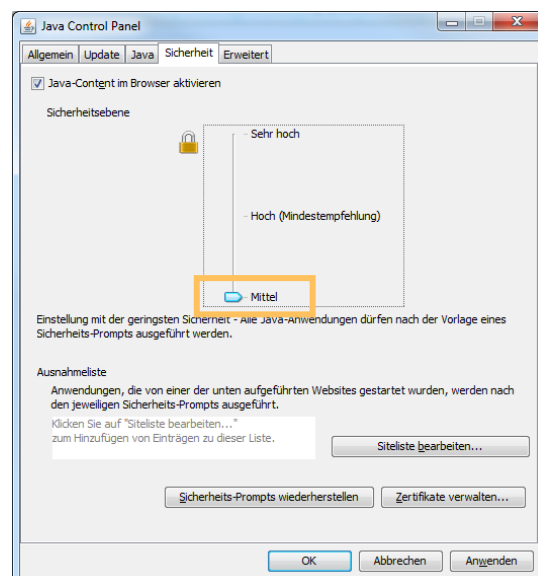 Java Control Panel
Allgemein Update Java Sicherheit Erweitert
Java-Content im Browser aktivieren
Sicherheitsebene
Sehr hoch
Hoch (Mindestempfehlung)
Mittel
Einstellung mit der geringsten Sicherheit - Alle Java-Anwendungen dürfen nach der Vorlage eines
Sicherheits-Prompts ausgeführt werden.
Ausnahmeliste
Anwendungen, die von einer der unten aufgeführten Websites gestartet wurden, werden nach
den jeweiligen Sicherheits-Prompts ausgeführt.
Klicken Sie auf "Siteliste bearbeiten..."
zum Hinzufügen von Einträgen zu dieser Liste.
Siteliste bearbeiten...
Sicherheits-Prompts wiederherstellen Zertifikate verwalten...
OK Abbrechen Anwenden